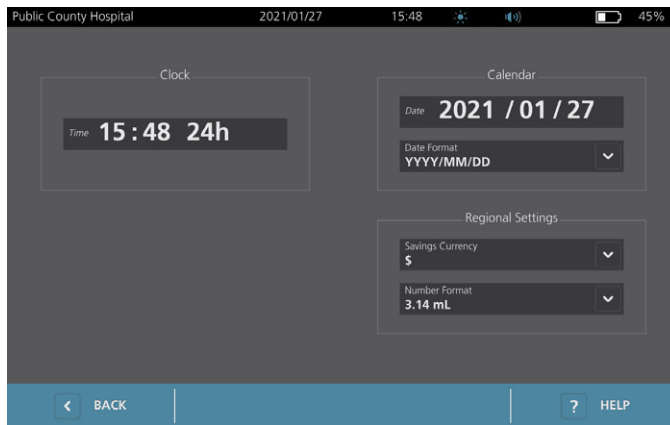 Public County Hospital 2021/01/27 15:48 45%
Clock
Time 15 : 48 24h
Calendar
Date 2021 / 01 / 27
Date Format
YYYY/MM/DD
Regional Settings
Savings Currency
$
Number Format
3.14 mL
BACK
? HELP